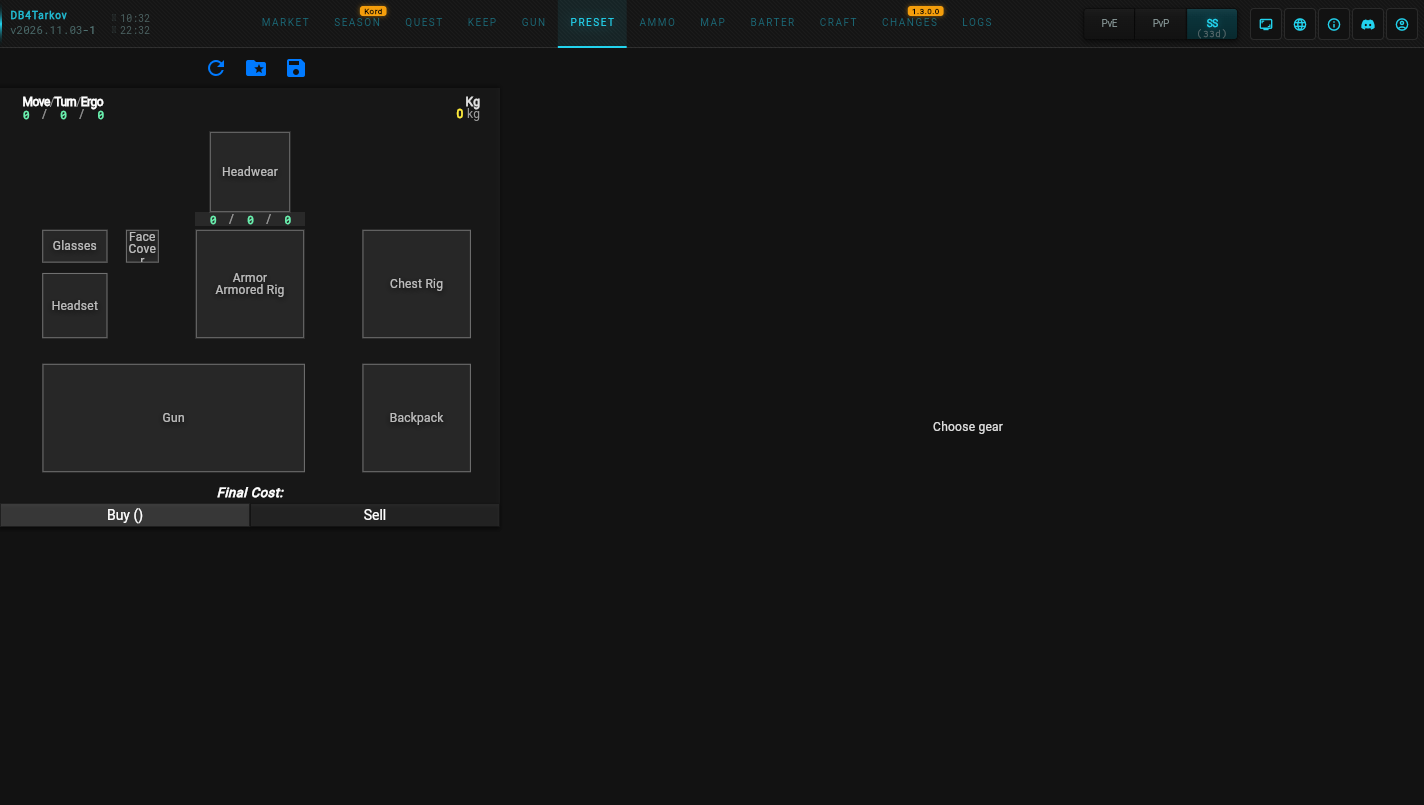 DB4Tarkov
v2026.11.03-1
10:32
22:32
MARKET
SEASON
Kord
QUEST
KEEP
GUN
PRESET
AMMO
MAP
BARTER
CRAFT
CHANGES
1.3.0.0
LOGS
PvE
PvP
SS
(33d)
Move/Turn/Ergo
0 / 0 / 0
Kg
0 kg
Headwear
0 / 0 / 0
Glasses
Face
Cove
r
Armor
Armored Rig
Chest Rig
Headset
Gun
Backpack
Choose gear
Final Cost:
Buy ()
Sell